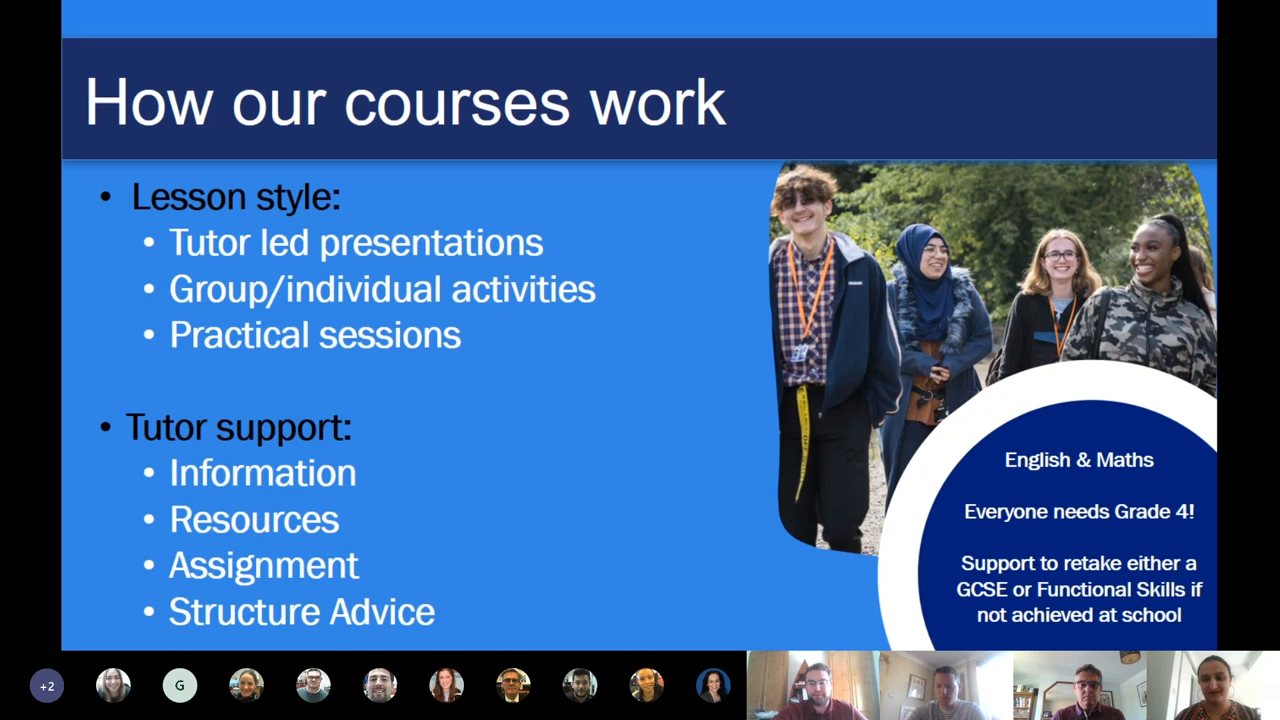 How our courses work
• Lesson style:
• Tutor led presentations
• Group/individual activities
• Practical sessions
• Tutor support:
• Information
• Resources
• Assignment
• Structure Advice
English & Maths
Everyone needs Grade 4!
Support to retake either a
GCSE or Functional Skills if
not achieved at school
+2
G